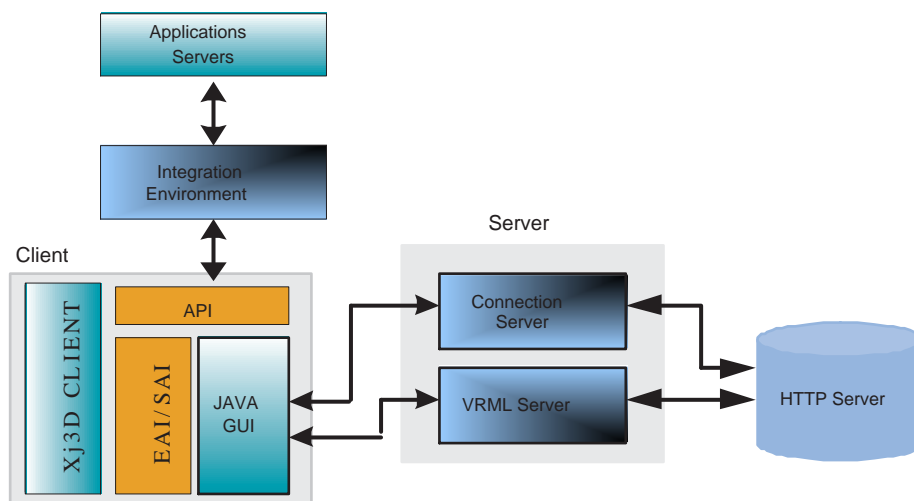 Applications
Servers
Integration
Environment
Client
Server
Xj3D CLIENT
API
EAI/SAI
JAVA
GUI
Connection
Server
VRML Server
HTTP Server